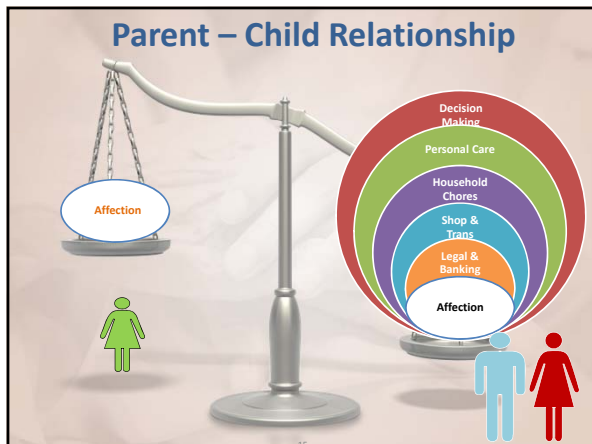 Parent – Child Relationship
Affection
Decision
Making
Personal Care
Household
Chores
Shop &
Trans
Legal &
Banking
Affection